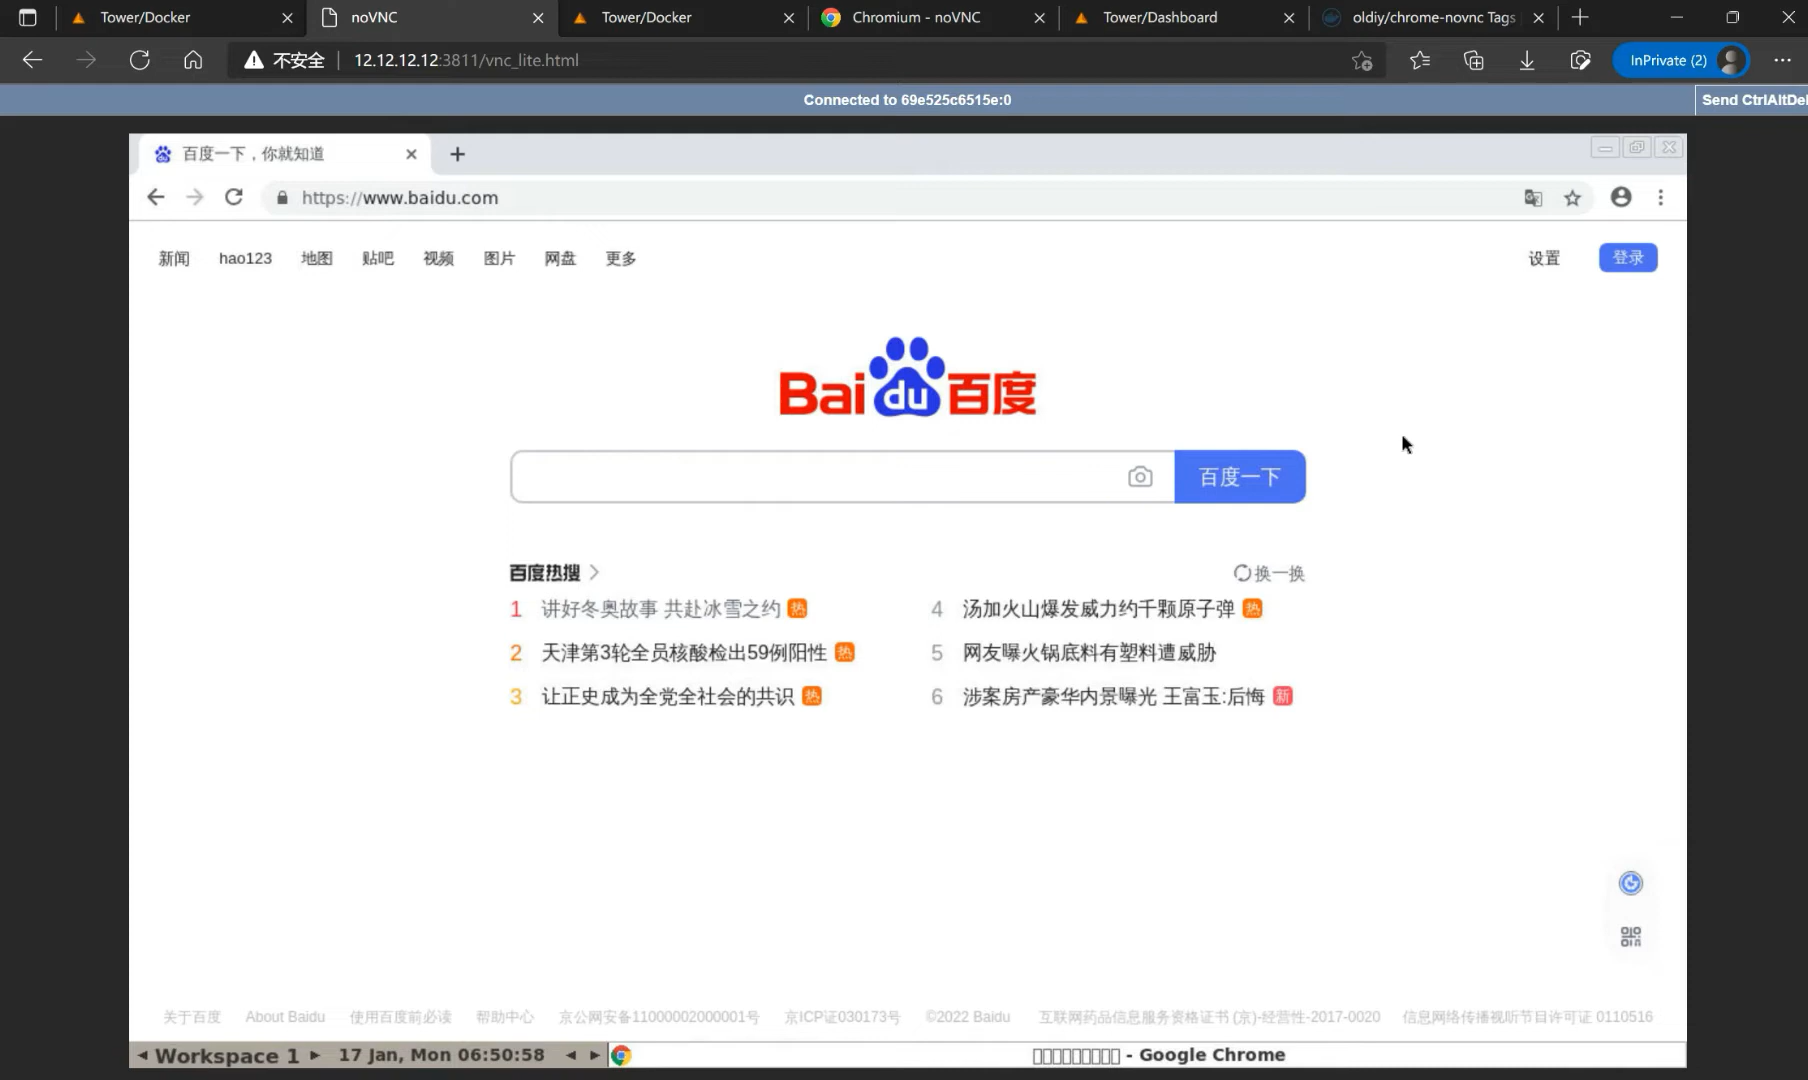 Tower/Docker
noVNC
Tower/Docker
Chromium - noVNC
Tower/Dashboard
oldiy/chrome-novnc Tags
不安全
12.12.12.12:3811/vnc_lite.html
InPrivate (2)
Connected to 69e525c6515e:0
Send CtrlAltDel
百度一下，你就知道
https://www.baidu.com
新闻 hao123 地图 贴吧 视频 图片 网盘 更多
设置 登录
Bai du 百度
百度一下
百度热搜
换一换
1 讲好冬奥故事 共赴冰雪之约 热
4 汤加火山爆发威力约千颗原子弹 热
2 天津第3轮全员核酸检出59例阳性 热
5 网友曝火锅底料有塑料遭威胁
3 让正史成为全党全社会的共识 热
6 涉案房产豪华内景曝光 王富玉:后悔 新
关于百度 About Baidu 使用百度前必读 帮助中心 京公网安备11000002000001号 京ICP证030173号 ©2022 Baidu 互联网药品信息服务资格证书 (京)-经营性-2017-0020 信息网络传播视听节目许可证 0110516
Workspace 1 17 Jan, Mon 06:50:58
- Google Chrome